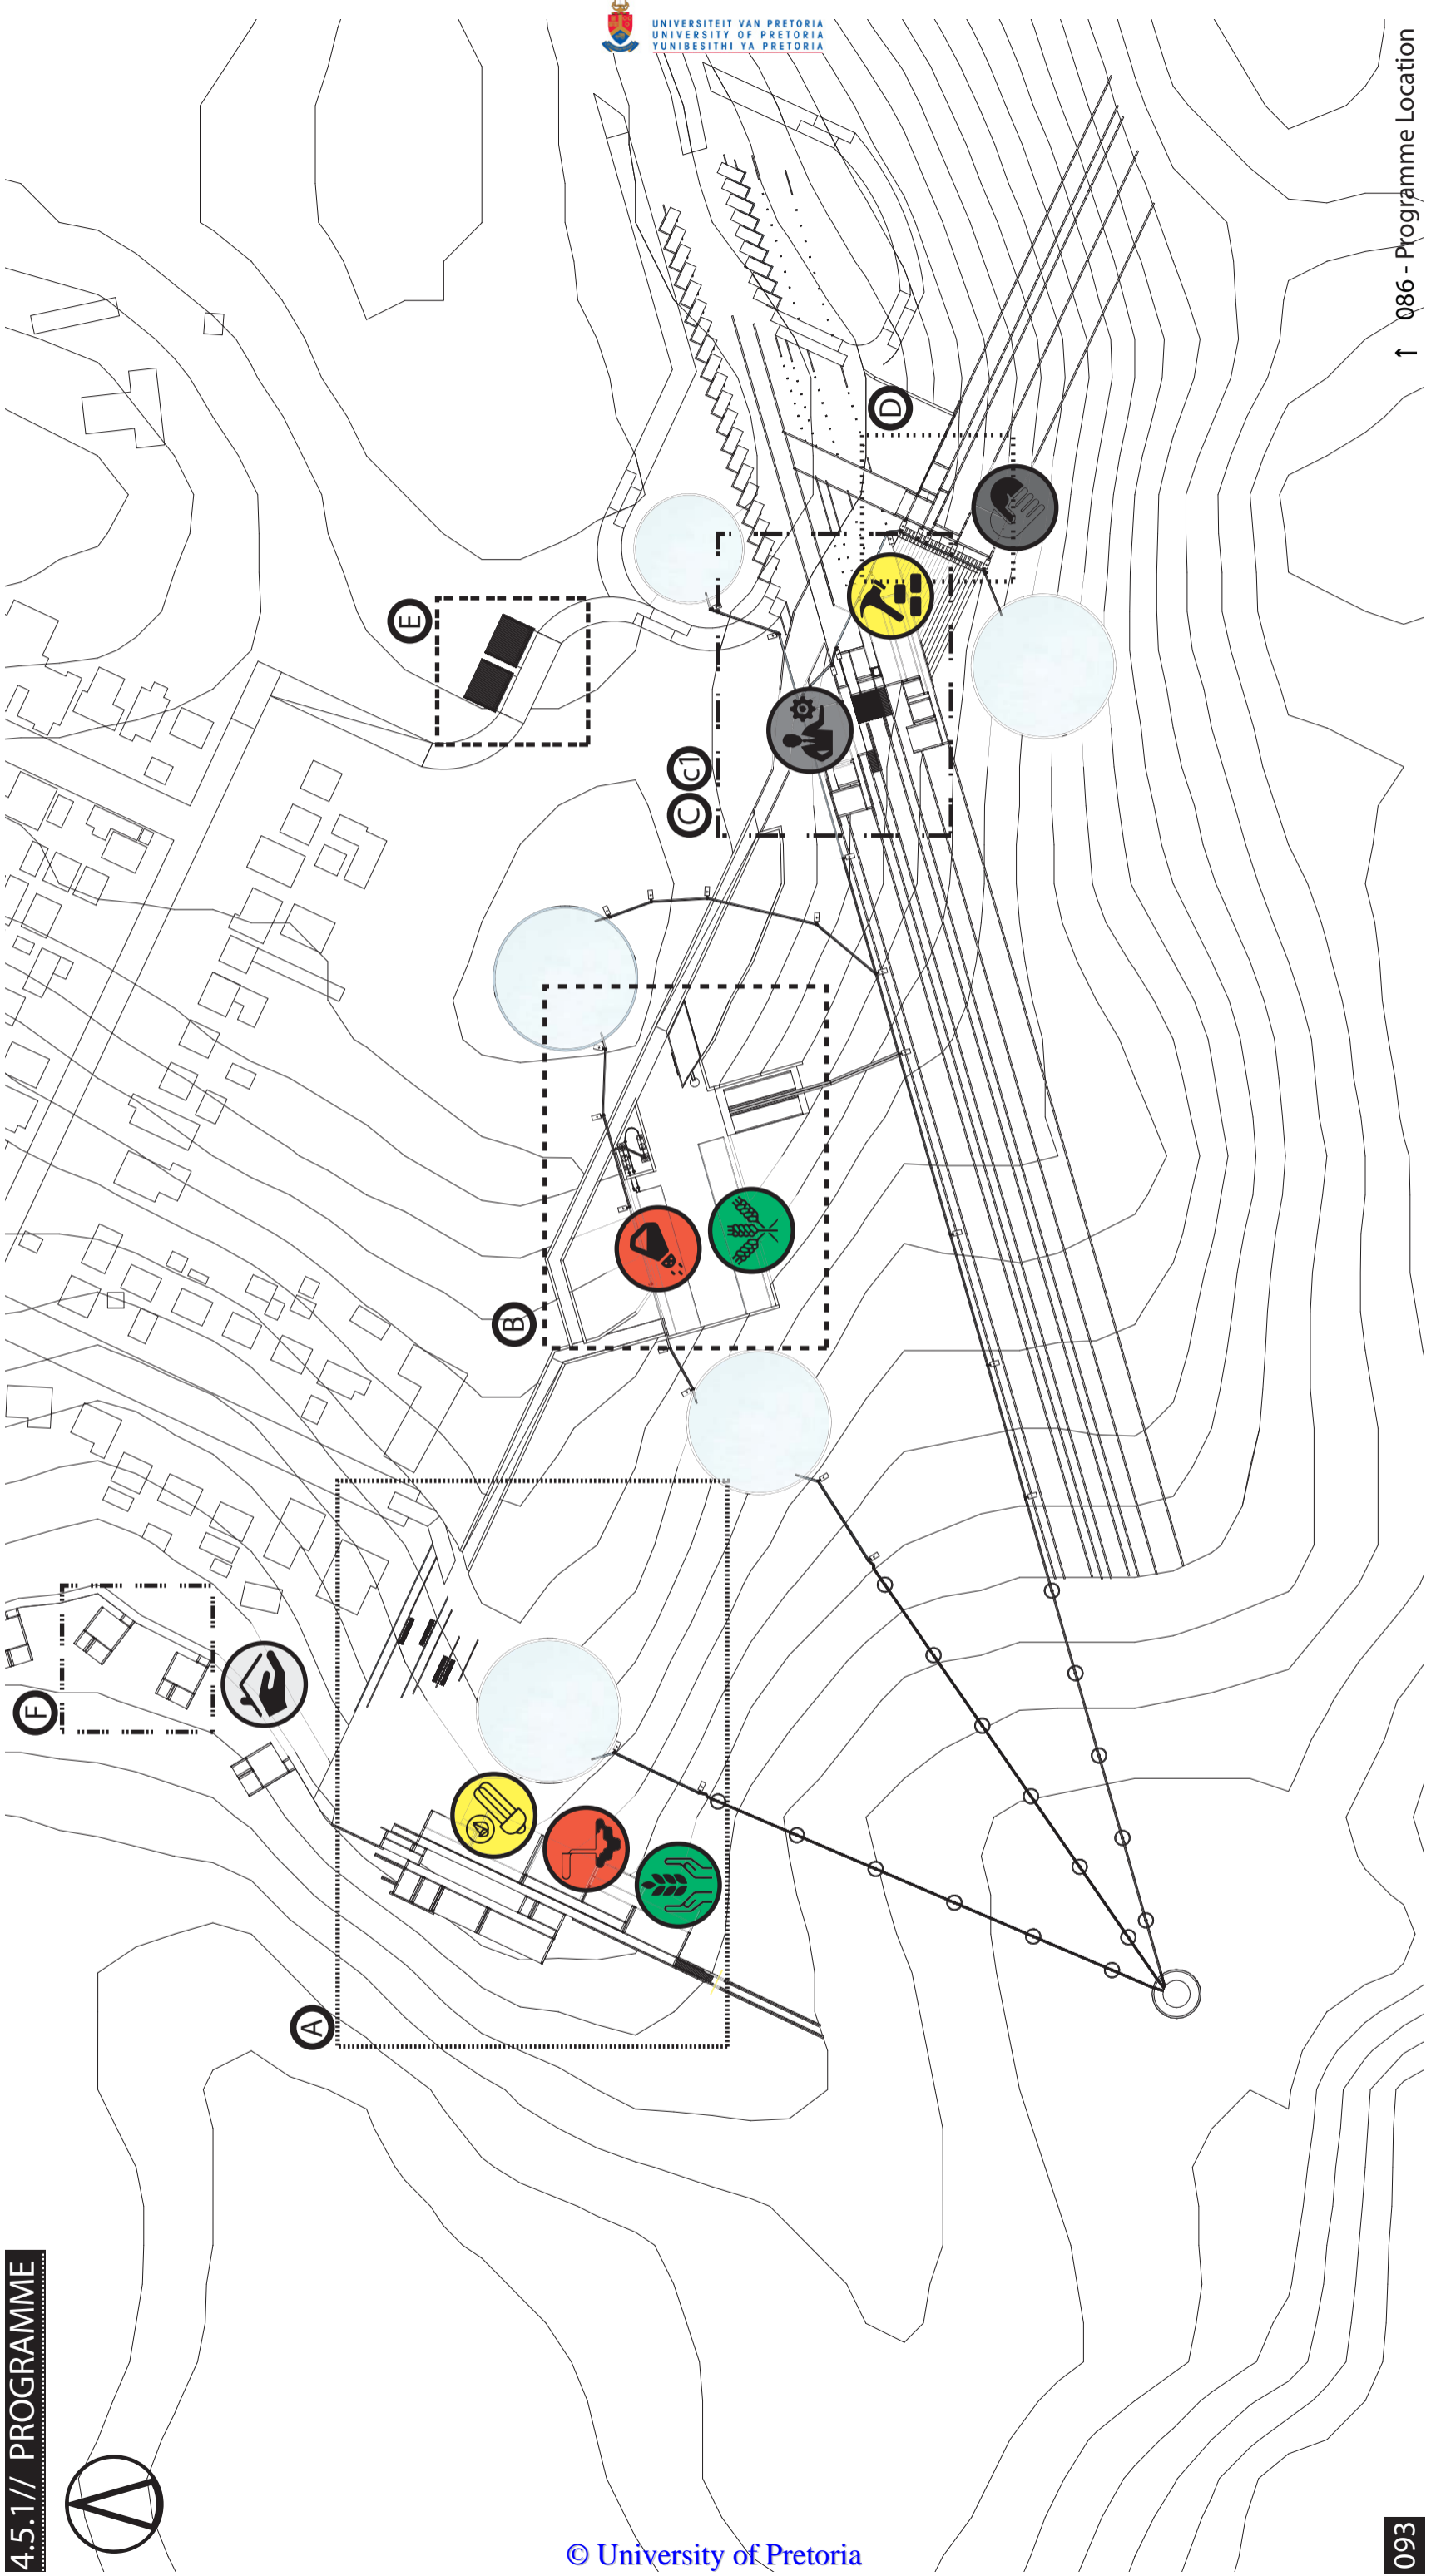 UNIVERSITEIT VAN PRETORIA
UNIVERSITY OF PRETORIA
YUNIBESITHI YA PRETORIA
4.5.1// PROGRAMME
F
A
E
B
C
c1
D
↑ 086 - Programme Location
093
© University of Pretoria